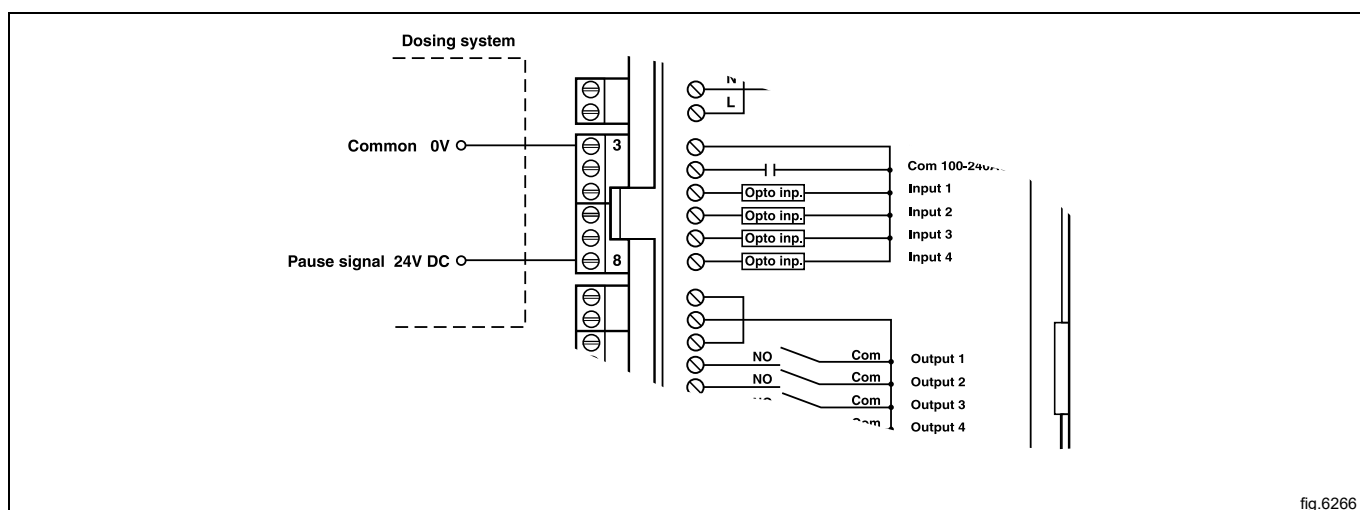 Dosing system
L
Common 0V
3
Com
Input 1
Opto inp.
Input 2
Opto inp.
Input 3
Opto inp.
Input 4
Opto inp.
Pause signal 24V DC
8
NO
Com
Output 1
NO
Com
Output 2
Com
Output 3
Output 4
fig.6266